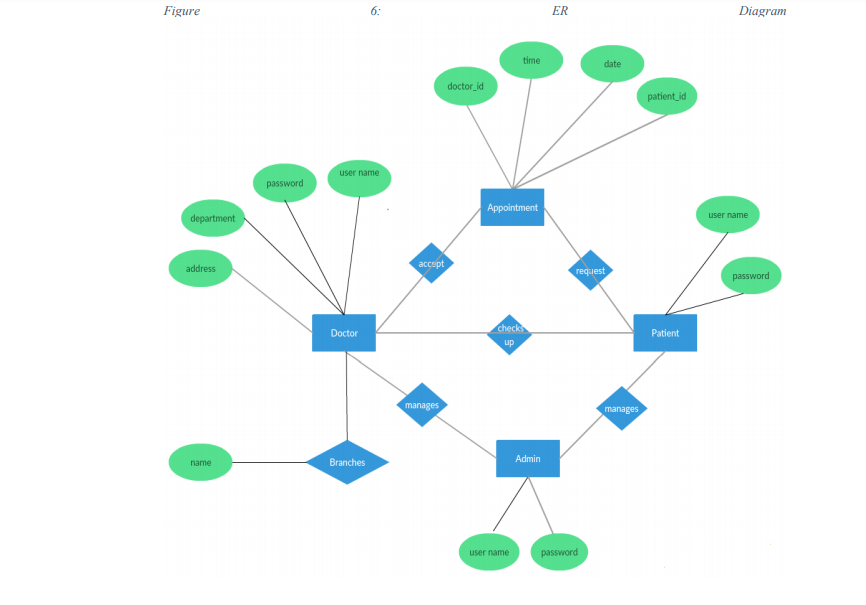 Figure 6: ER Diagram
time
date
doctor_id
patient_id
user name
password
department
Appointment
user name
address
accept
request
password
Doctor
checks
up
Patient
manages
manages
name
Branches
Admin
user name
password